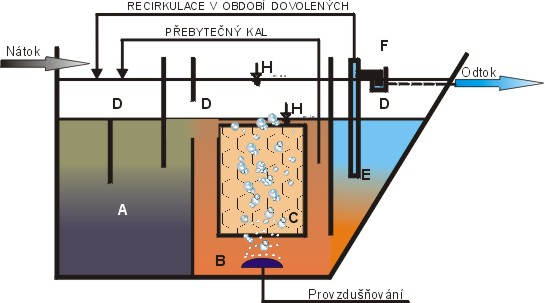 RECIRKULACE V OBDOBÍ DOVOLENÝCH
PŘEBYTEČNÝ KAL
Nátok
F
H
Odtok
D
D
D
H
E
A
C
B
Provzdušňování